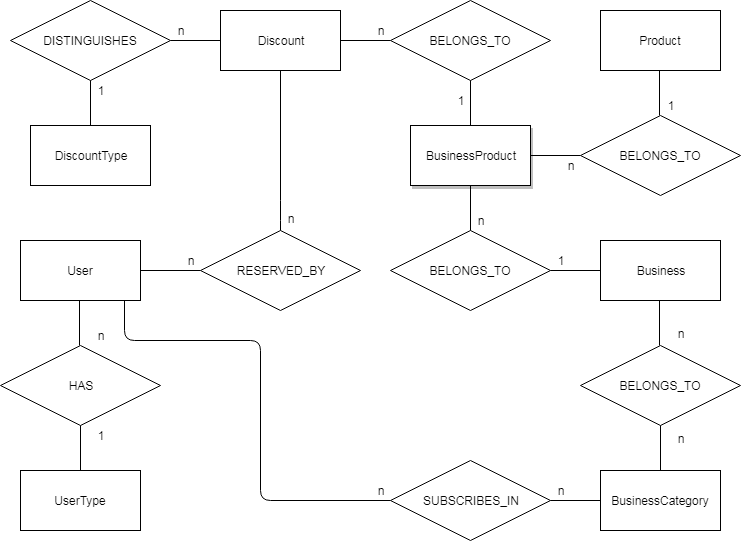 DISTINGUISHES
n
Discount
n
BELONGS_TO
Product
1
1
1
DiscountType
BusinessProduct
n
BELONGS_TO
n
n
User
n
RESERVED_BY
BELONGS_TO
1
Business
n
n
HAS
BELONGS_TO
1
n
UserType
n
SUBSCRIBES_IN
n
BusinessCategory